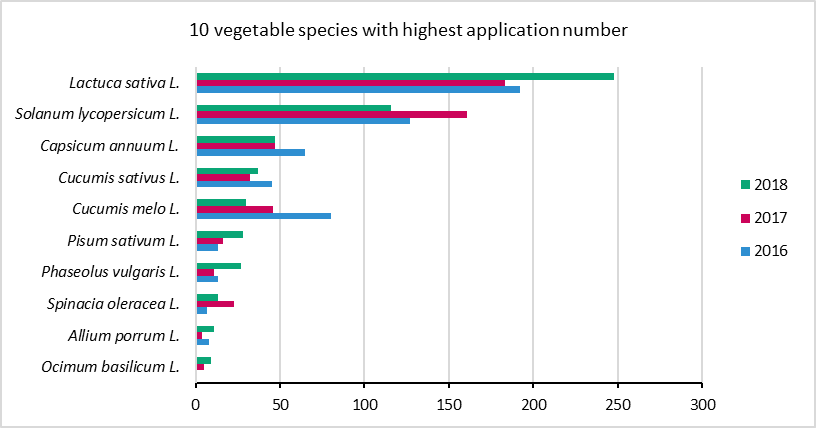 10 vegetable species with highest application number
Lactuca sativa L.
Solanum lycopersicum L.
Capsicum annuum L.
Cucumis sativus L.
Cucumis melo L.
Pisum sativum L.
Phaseolus vulgaris L.
Spinacia oleracea L.
Allium porrum L.
Ocimum basilicum L.
0 50 100 150 200 250 300
2018
2017
2016